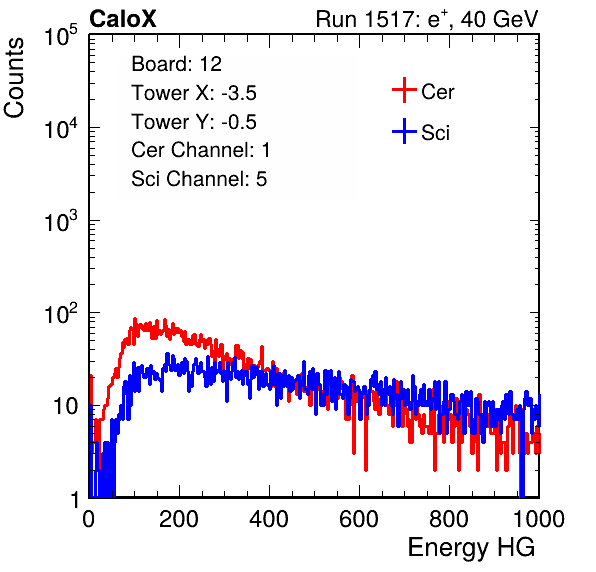 CaloX Run 1517: e⁺, 40 GeV
Counts
Board: 12
Tower X: -3.5
Tower Y: -0.5
Cer Channel: 1
Sci Channel: 5
Cer
Sci
10⁵
10⁴
10³
10²
10
1
0 200 400 600 800 1000
Energy HG